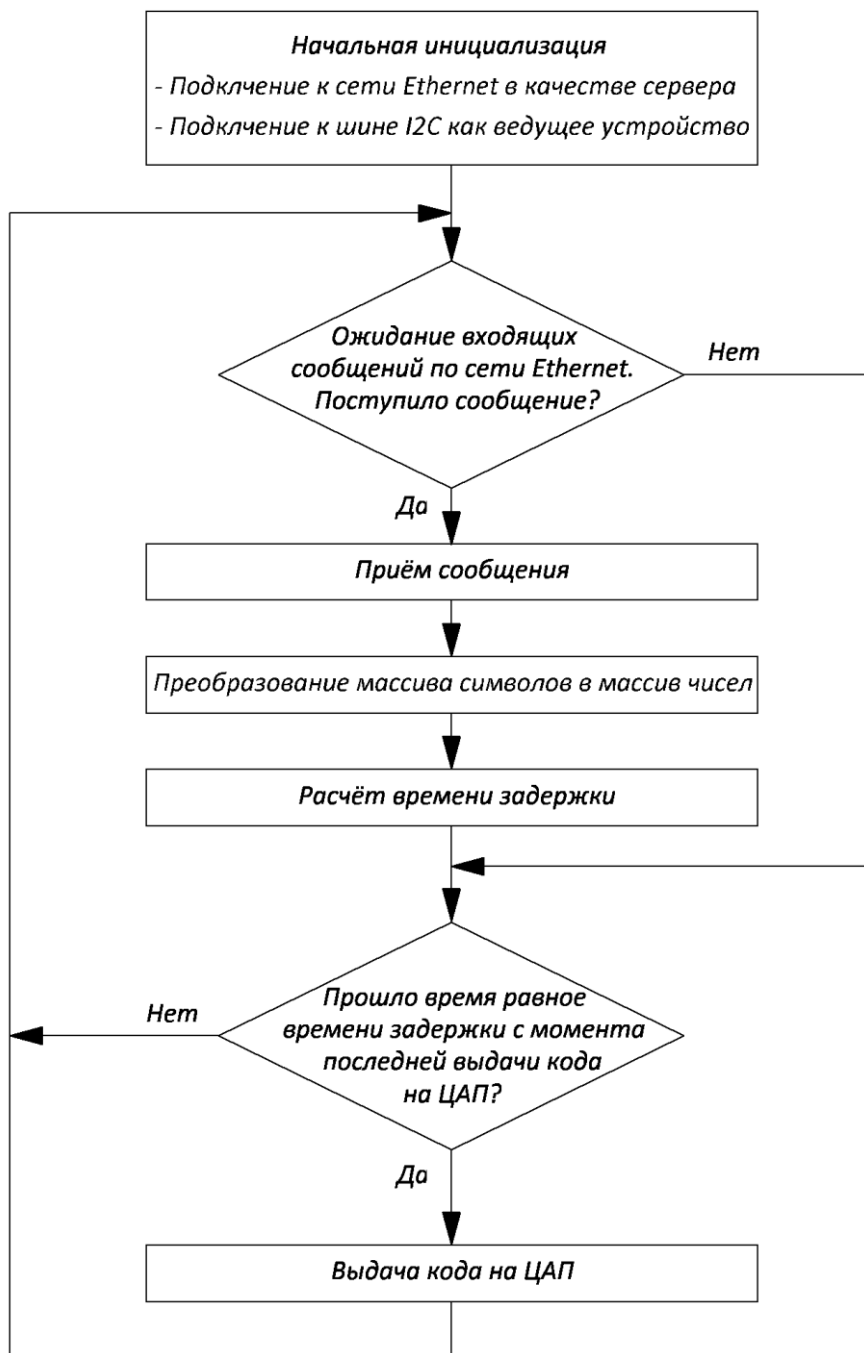 Начальная инициализация
- Подклчение к сети Ethernet в качестве сервера
- Подклчение к шине I2C как ведущее устройство
Ожидание входящих
сообщений по сети Ethernet.
Поступило сообщение?
Нет
Да
Приём сообщения
Преобразование массива символов в массив чисел
Расчёт времени задержки
Прошло время равное
времени задержки с момента
последней выдачи кода
на ЦАП?
Нет
Да
Выдача кода на ЦАП